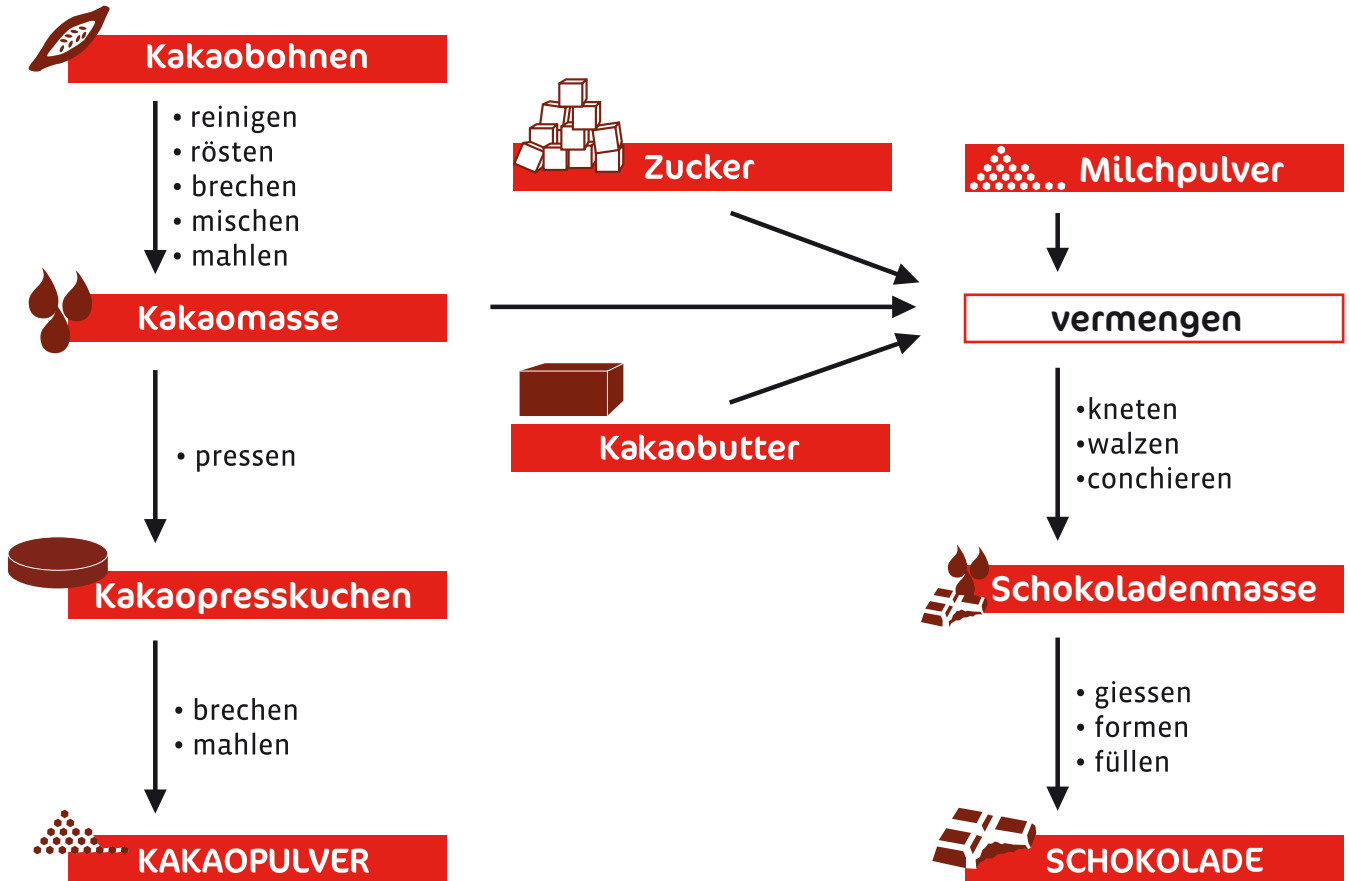 Kakaobohnen
• reinigen
• rösten
• brechen
• mischen
• mahlen
Kakaomasse
• pressen
Kakaopresskuchen
• brechen
• mahlen
KAKAOPULVER
Zucker
Kakaobutter
Milchpulver
vermengen
•kneten
•walzen
•conchieren
Schokoladenmasse
• giessen
• formen
• füllen
SCHOKOLADE